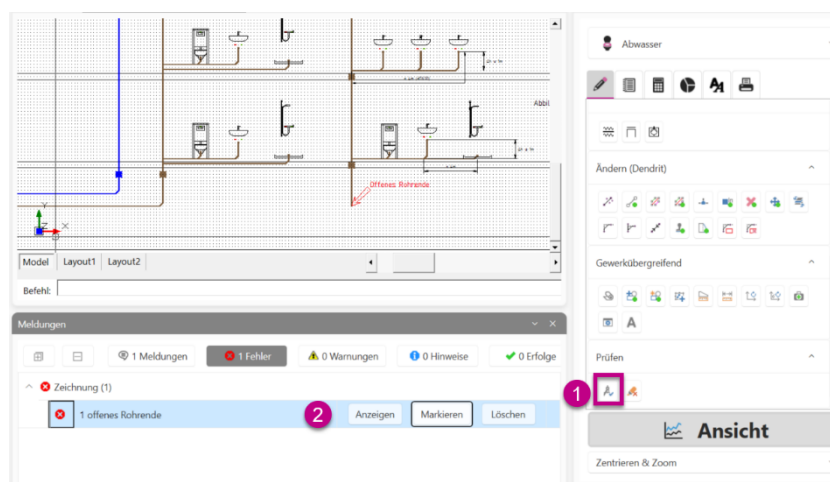 Abwasser
Abbil
Ändern (Dendrit)
Offenes Rohrende
Y
Z
X
Model Layout1 Layout2
Gewerkübergreifend
Befehl:
A
Meldungen
1 Meldungen 1 Fehler 0 Warnungen 0 Hinweise 0 Erfolge
Prüfen
Zeichnung (1)
1
1 offenes Rohrende 2 Anzeigen Markieren Löschen
Ansicht
Zentrieren & Zoom